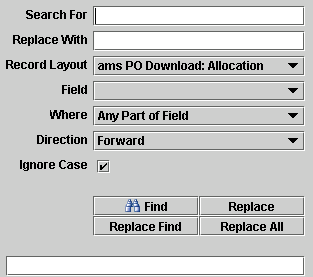 Search For
Replace With
Record Layout ams PO Download: Allocation
Field
Where Any Part of Field
Direction Forward
Ignore Case
Find Replace
Replace Find Replace All